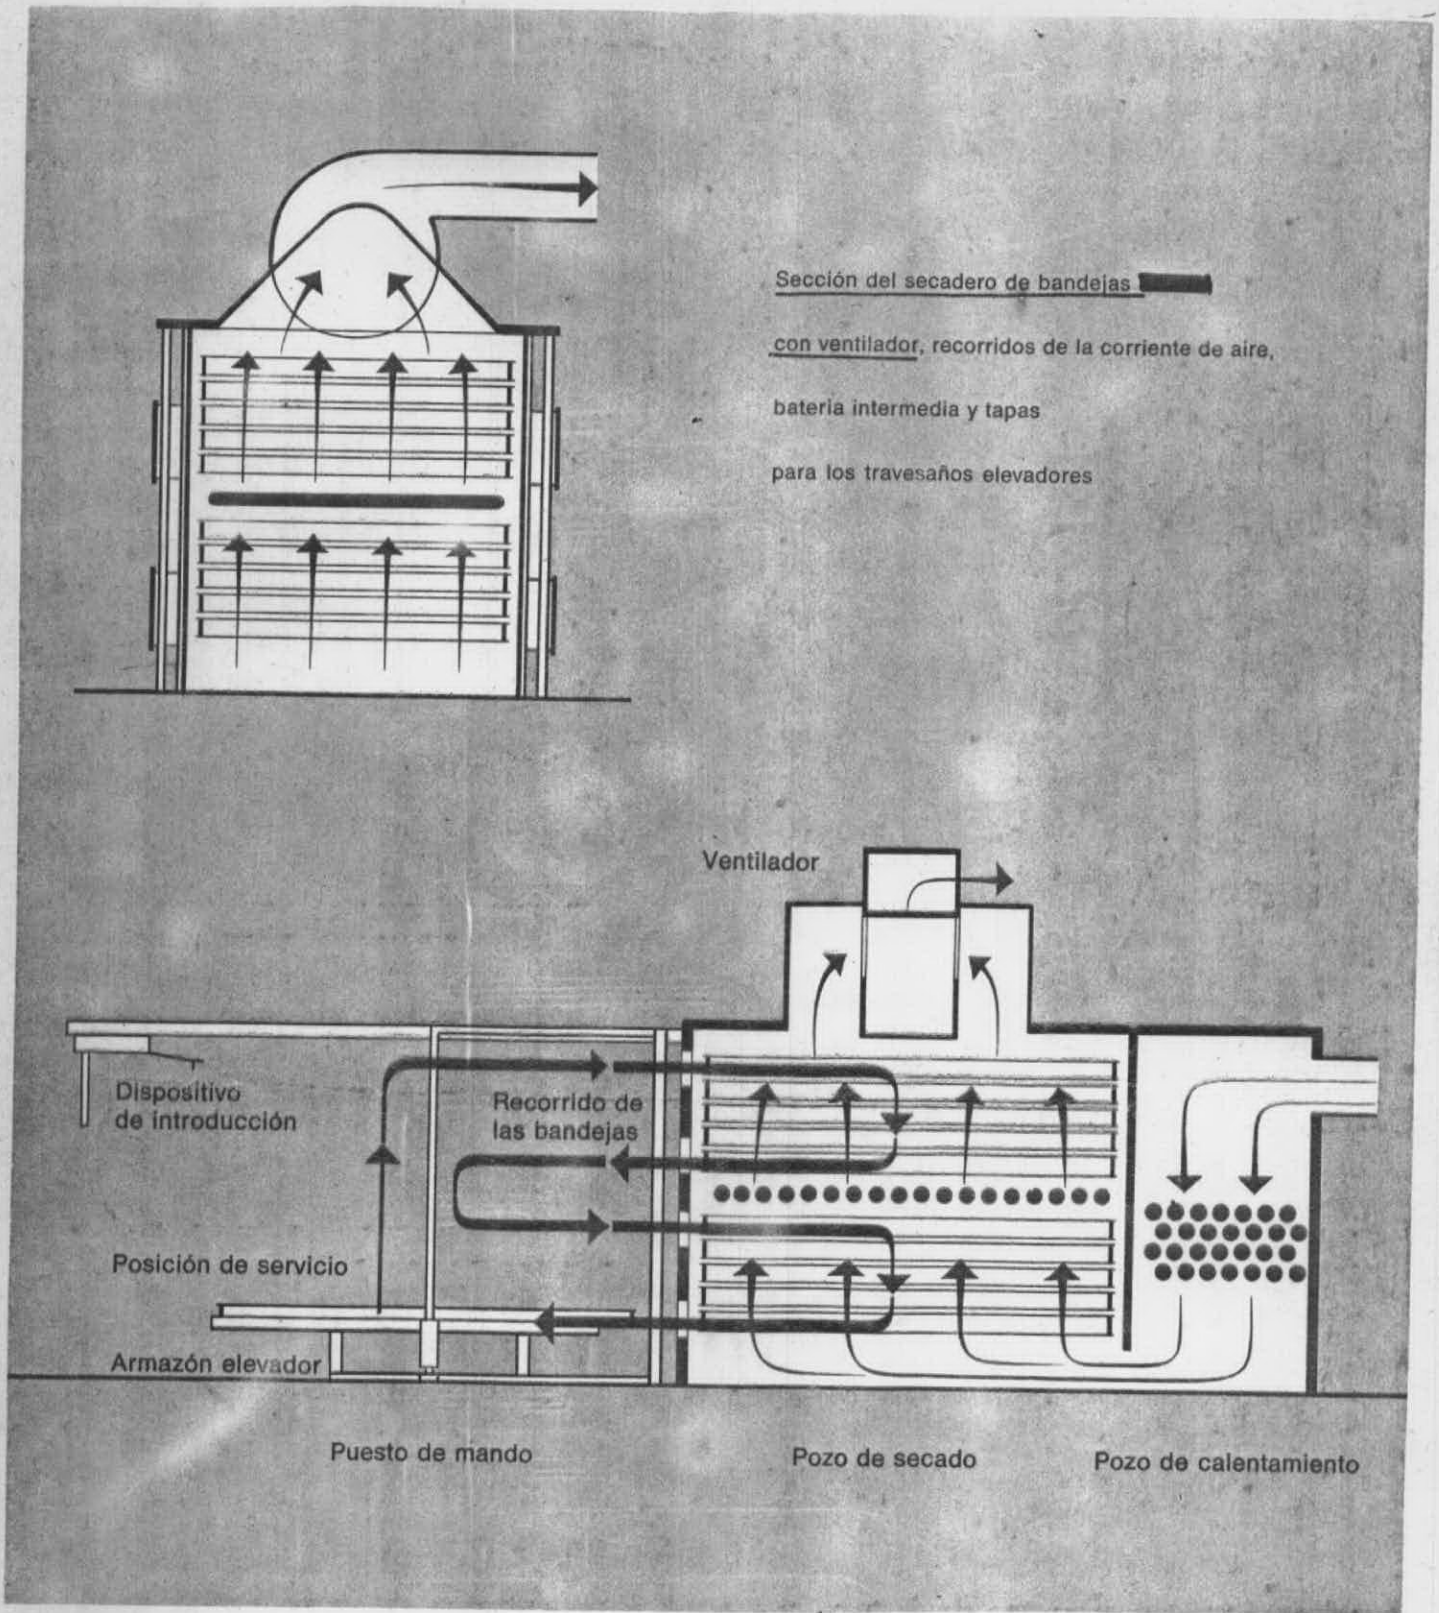 Sección del secadero de bandejas
con ventilador, recorridos de la corriente de aire,
bateria intermedia y tapas
para los travesaños elevadores
Ventilador
Dispositivo
de introducción
Recorrido de
las bandejas
Posición de servicio
Armazón elevador
Puesto de mando
Pozo de secado
Pozo de calentamiento